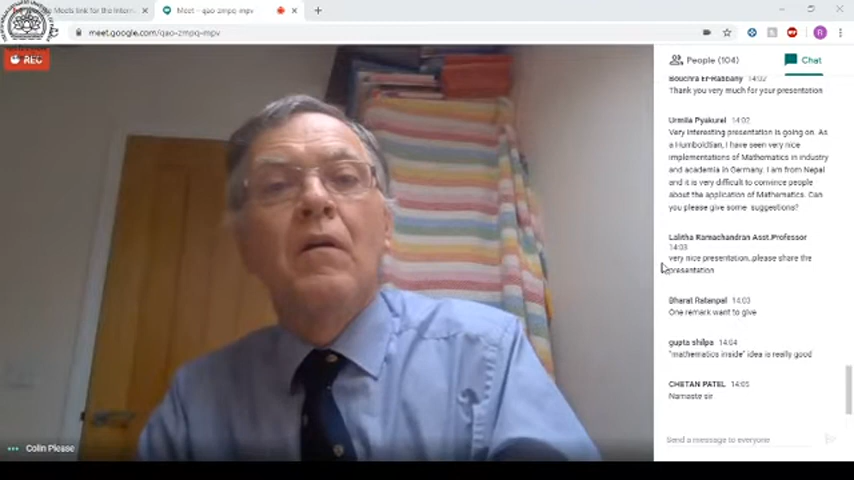 Meets link for the Intern
Meet – qao-zmpq-mpv
meet.google.com/qao-zmpq-mpv
R
REC
People (104)
Chat
Bouchra Er-Rabbany 14:02
Thank you very much for your presentation
Urmila Pyakurel 14:02
Very interesting presentation is going on. As
a Humboldtian, I have seen very nice
implementations of Mathematics in industry
and academia in Germany. I am from Nepal
and it is very difficult to convince people
about the application of Mathematics. Can
you please give some suggestions?
Lalitha Ramachandran Asst.Professor
14:03
very nice presentation..please share the
presentation
Bharat Ratanpal 14:03
One remark want to give
gupta shilpa 14:04
"mathematics inside" idea is really good
CHETAN PATEL 14:05
Namaste sir
Send a message to everyone
Colin Please